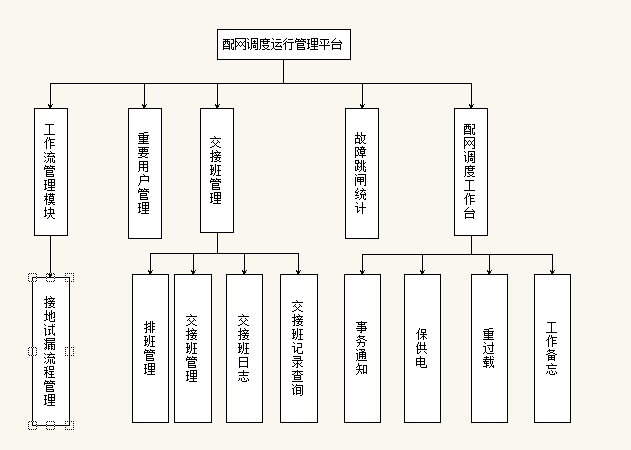 配网调度运行管理平台
工作流管理模块
重要用户管理
交接班管理
故障跳闸统计
配网调度工作台
接地试漏流程管理
排班管理
交接班管理
交接班日志
交接班记录查询
事务通知
保供电
重过载
工作备忘